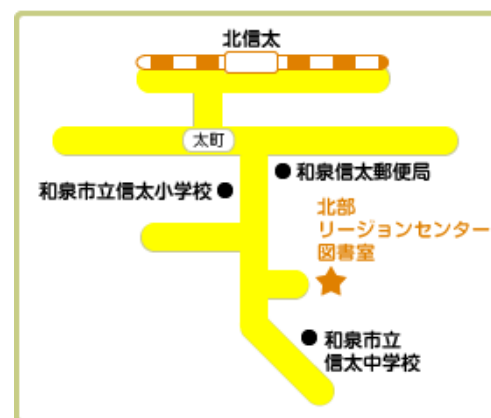 北信太
太町
和泉信太郵便局
和泉市立信太小学校
北部
リージョンセンター
図書室
和泉市立
信太中学校